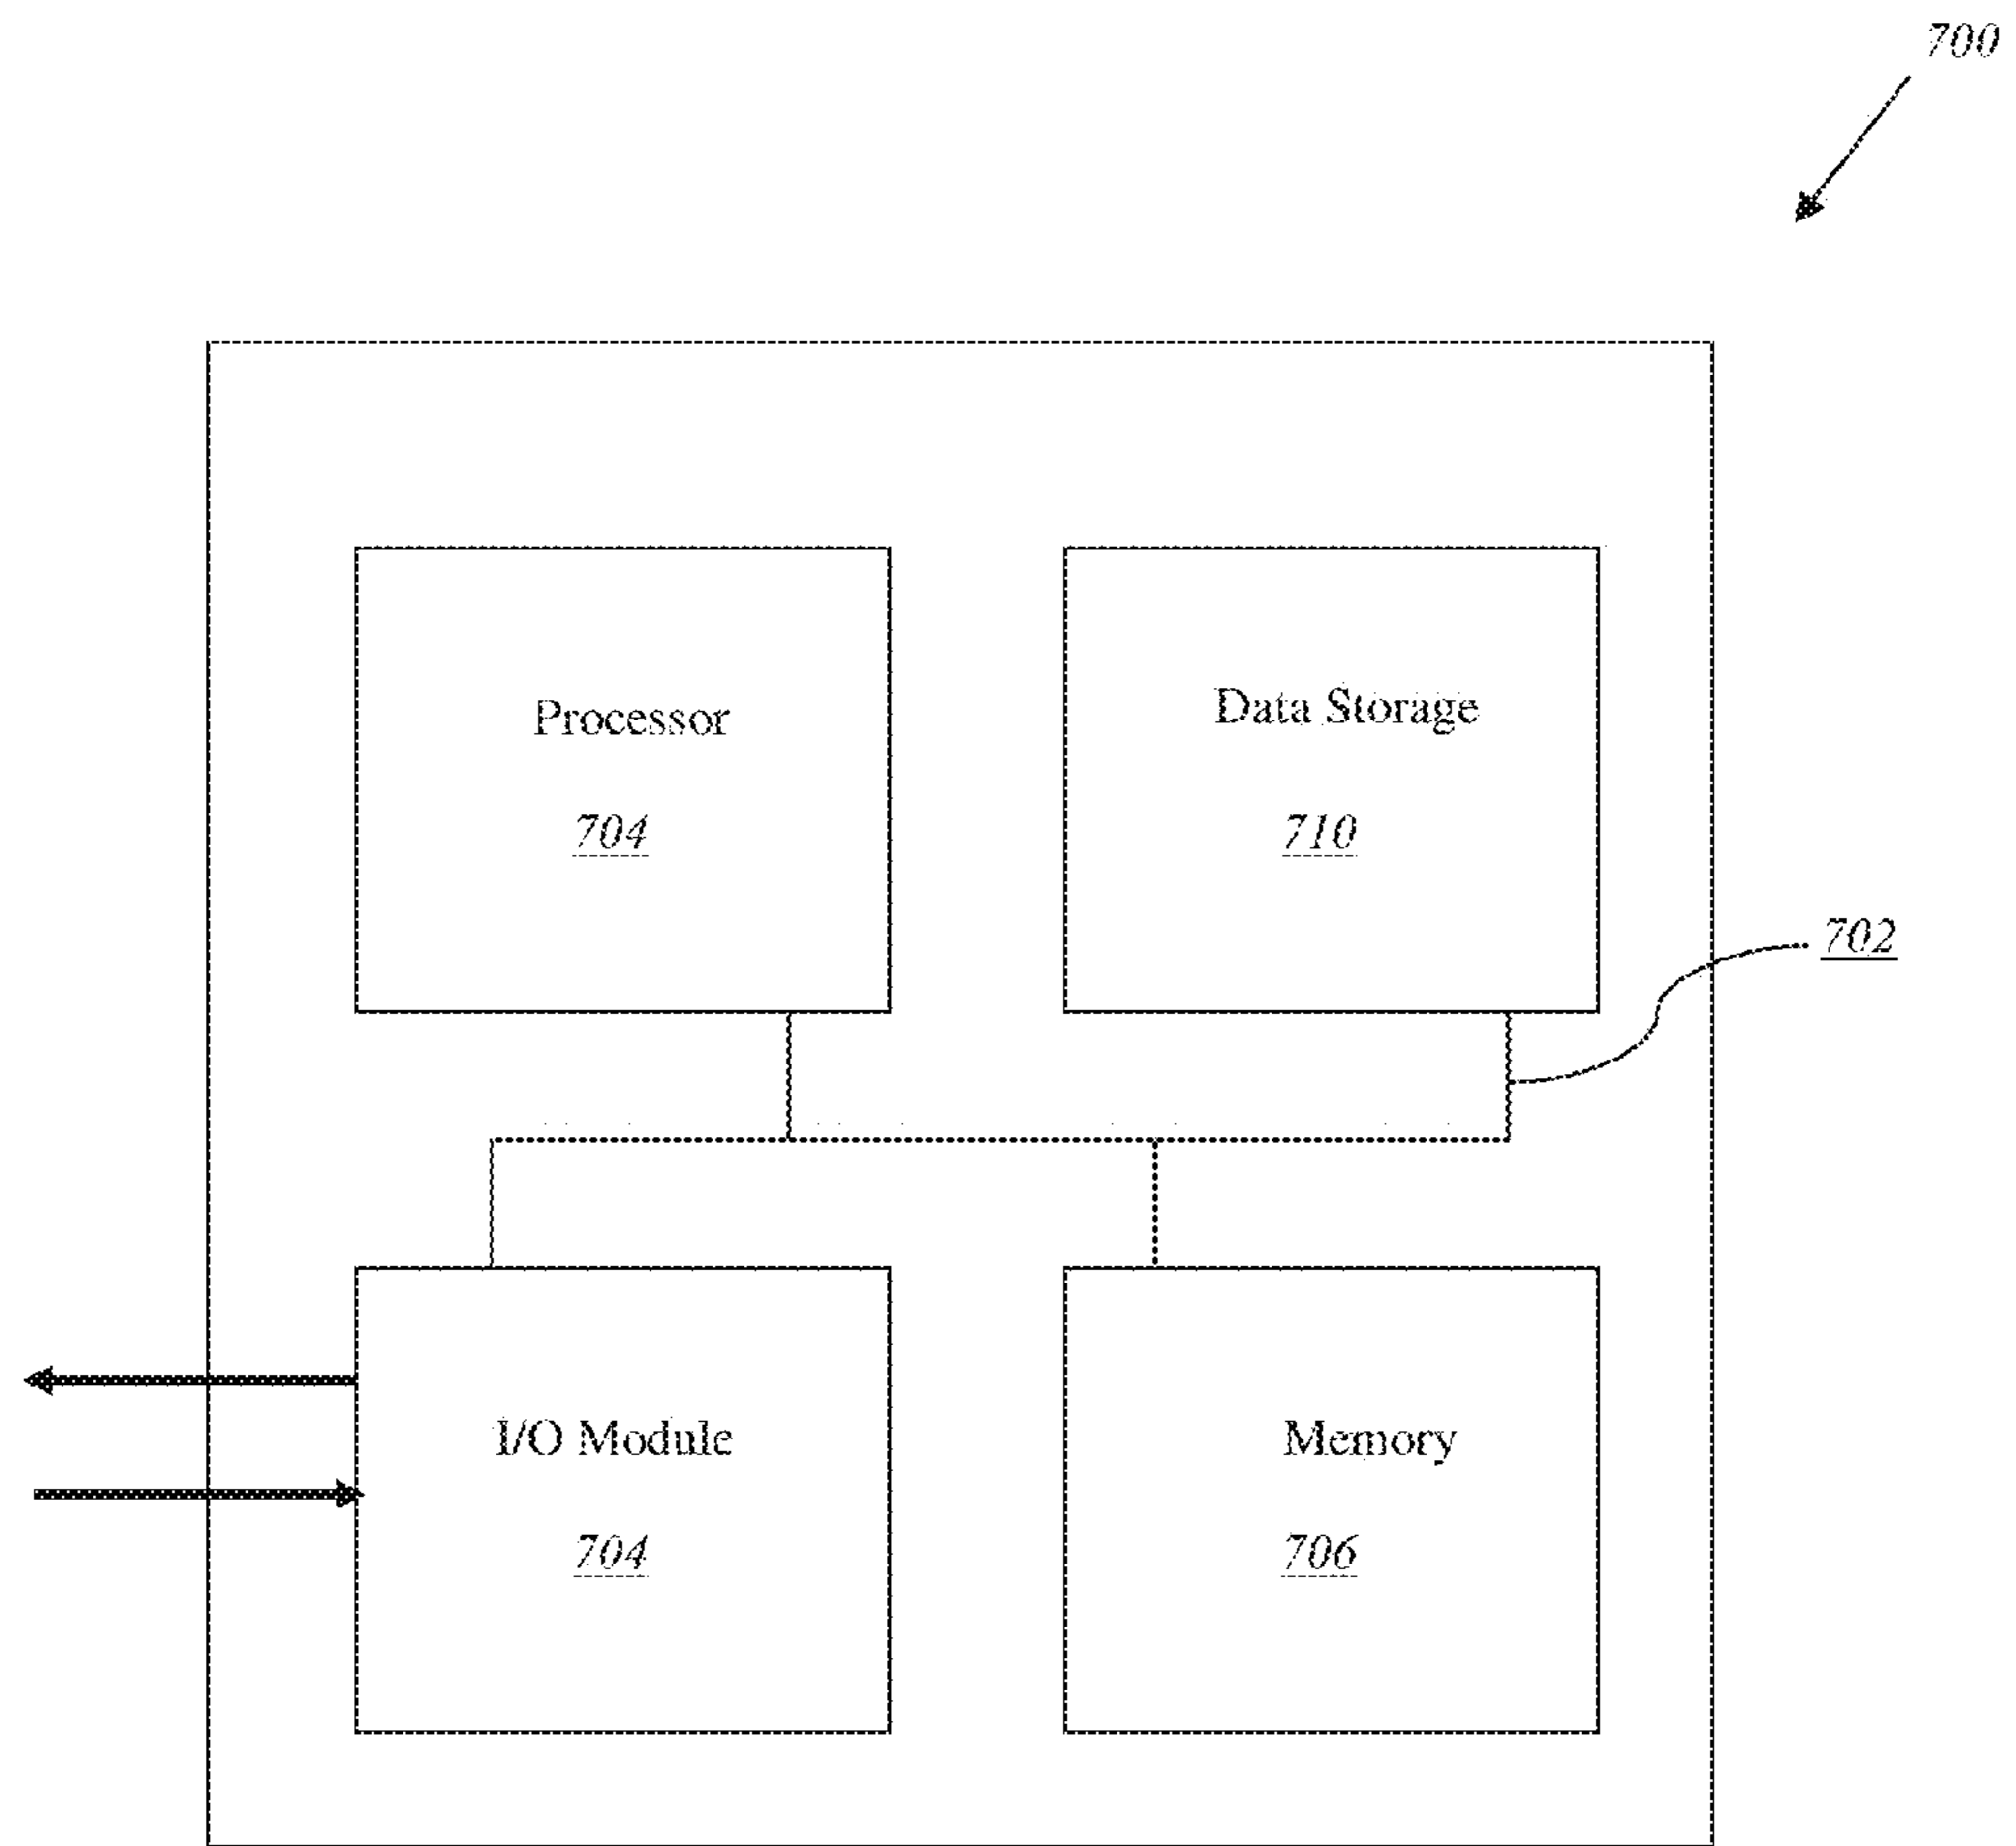 700
Processor
704
Data Storage
710
702
I/O Module
704
Memory
706